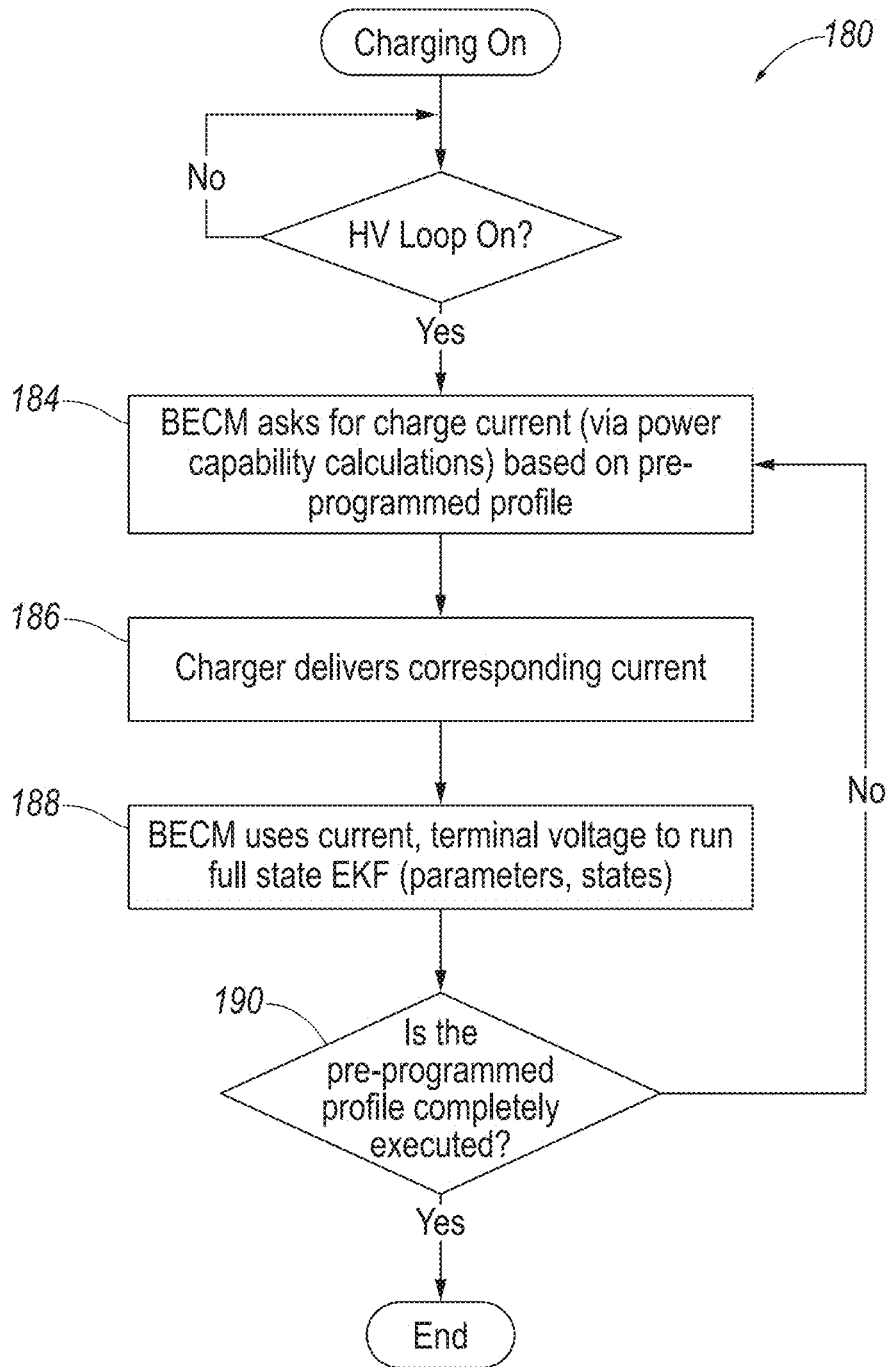 Charging On
180
No
HV Loop On?
Yes
184
BECM asks for charge current (via power
capability calculations) based on pre-
programmed profile
186
Charger delivers corresponding current
188
BECM uses current, terminal voltage to run
full state EKF (parameters, states)
No
190
Is the
pre-programmed
profile completely
executed?
Yes
End